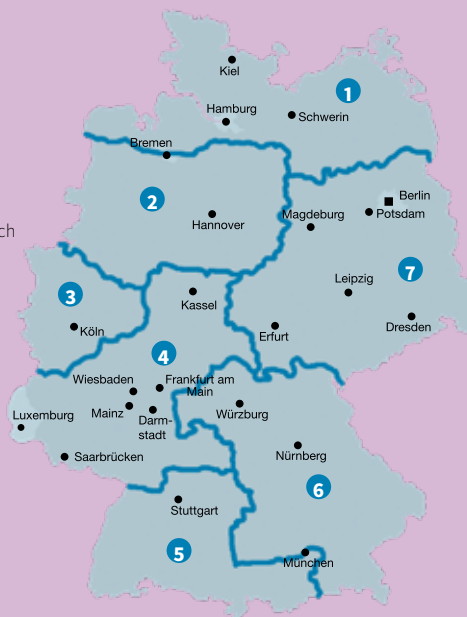 Kiel
1
Hamburg
Schwerin
Bremen
Berlin
2
Potsdam
Magdeburg
Hannover
ch
7
Leipzig
3
Kassel
Dresden
Köln
Erfurt
4
Wiesbaden
Frankfurt am
Main
Mainz
Darm-
stadt
Würzburg
Luxemburg
Nürnberg
Saarbrücken
6
Stuttgart
5
München